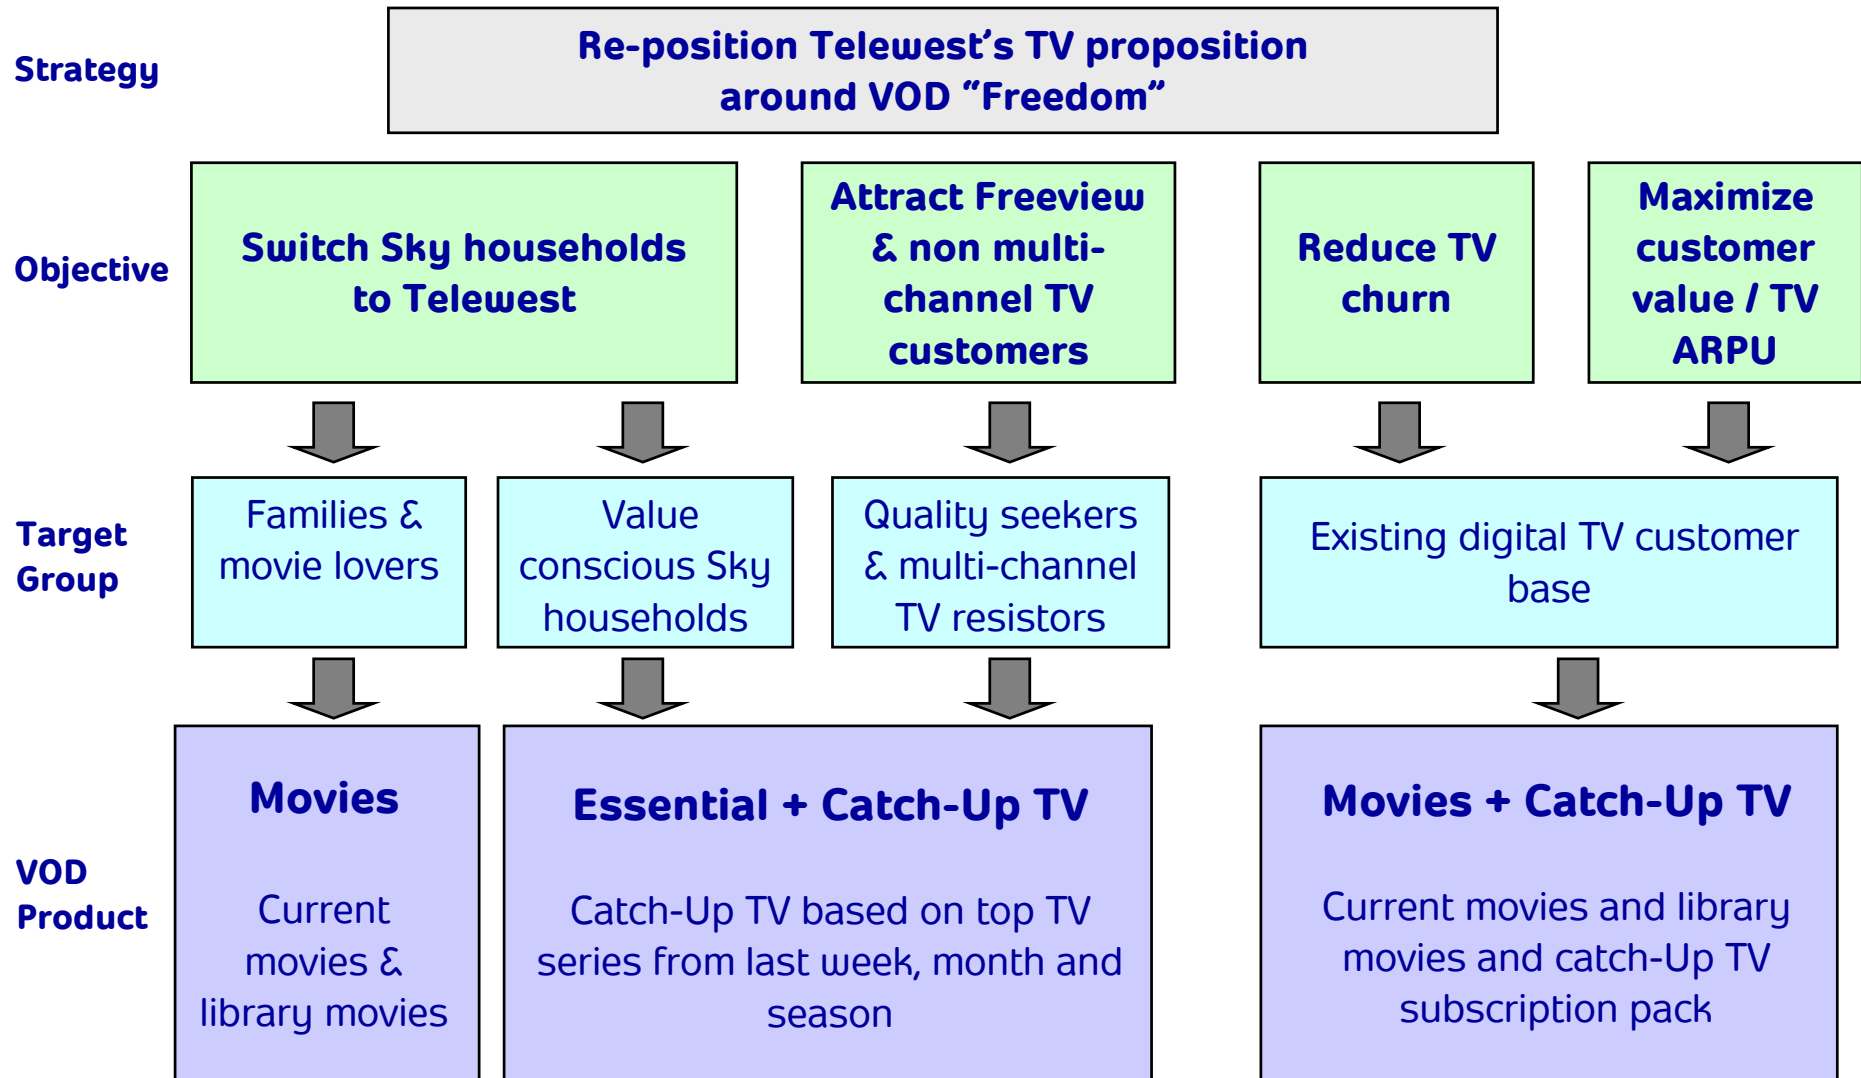 Strategy
Re-position Telewest's TV proposition
around VOD “Freedom”
Objective
Switch Sky households
to Telewest
Attract Freeview
& non multi-
channel TV
customers
Reduce TV
churn
Maximize
customer
value / TV
ARPU
Target
Group
Families &
movie lovers
Value
conscious Sky
households
Quality seekers
& multi-channel
TV resistors
Existing digital TV customer
base
VOD
Product
Movies
Current
movies &
library movies
Essential + Catch-Up TV
Catch-Up TV based on top TV
series from last week, month and
season
Movies + Catch-Up TV
Current movies and library
movies and catch-Up TV
subscription pack